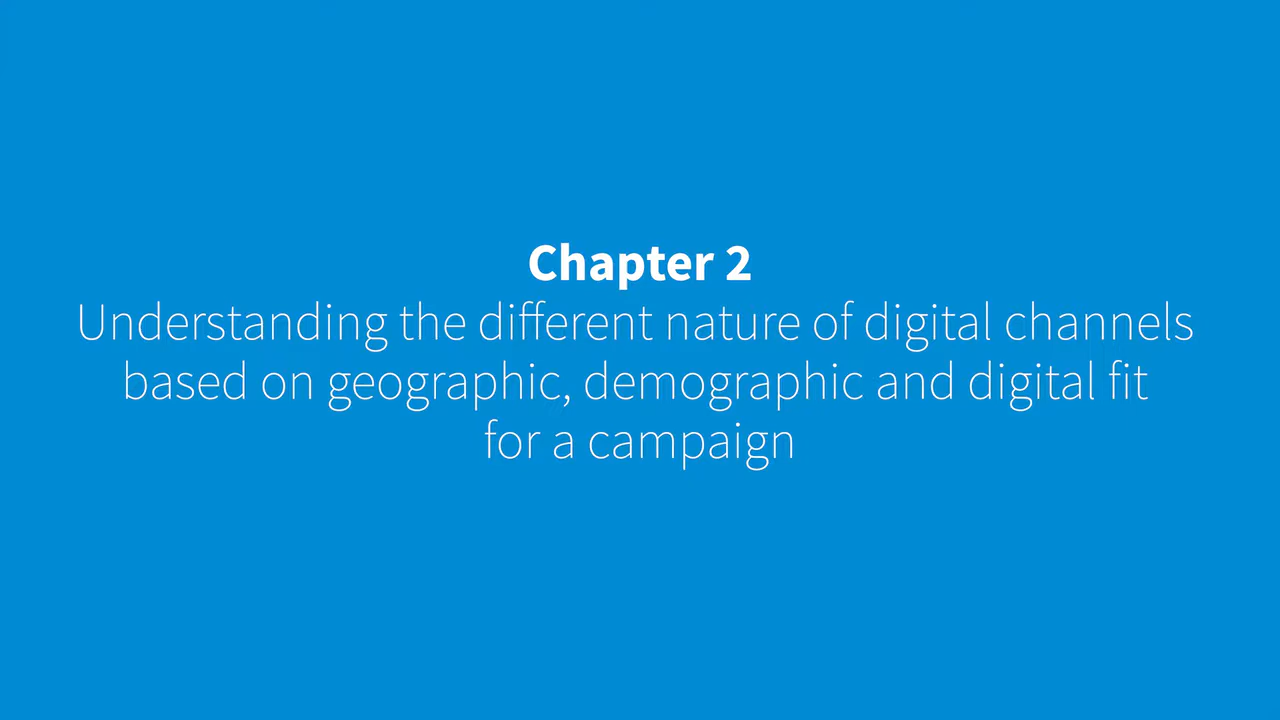 Chapter 2
Understanding the different nature of digital channels
based on geographic, demographic and digital fit
for a campaign